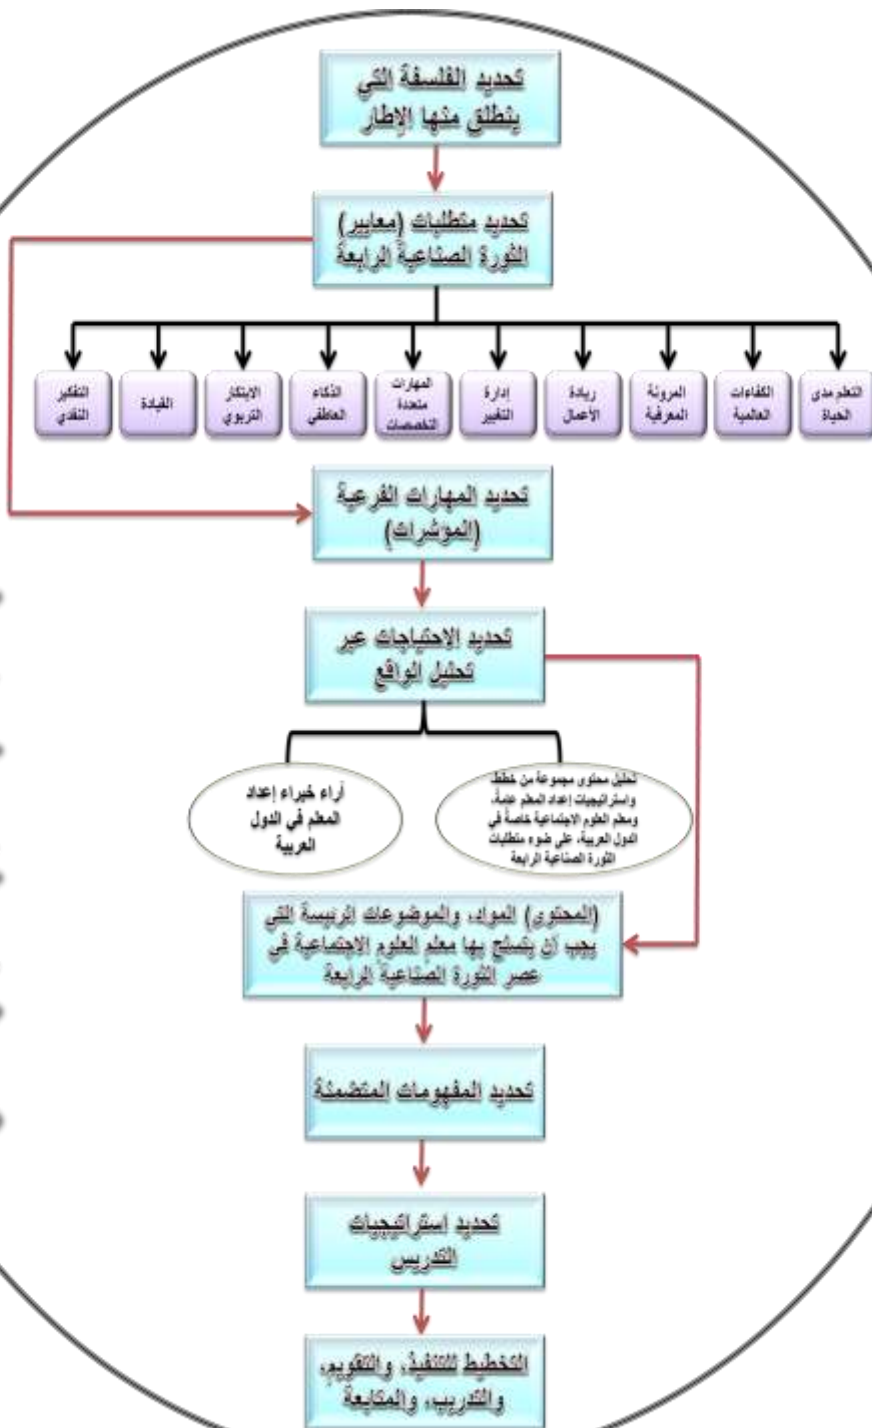 تحديد الفلسفة التي
ينطلق منها الإطار
تحديد متطلبات (معايير)
الثورة الصناعية الرابعة
التعلم مدى
الحياة
الكفاءات
العالمية
المرونة
المعرفية
ريادة
الأعمال
إدارة
التغيير
المهارات
متعددة
التخصصات
الذكاء
العاطفي
الابتكار
التربوي
القيادة
التفكير
النقدي
تحديد المهارات الفرعية
(المؤشرات)
تحديد الاحتياجات عبر
تحليل الواقع
تحليل محتوى مجموعة من خطط
واستراتيجيات إعداد المعلم عامة،
ومعلم العلوم الاجتماعية خاصة في
الدول العربية، على ضوء متطلبات
الثورة الصناعية الرابعة
أراء خبراء إعداد
المعلم في الدول
العربية
(المحتوى) المواد، والموضوعات الرئيسة التي
يجب أن يتسلح بها معلم العلوم الاجتماعية في
عصر الثورة الصناعية الرابعة
تحديد المفهومات المتضمنة
تحديد استراتيجيات
التدريس
التخطيط للتنفيذ، والتقويم،
والتدريب، والمتابعة